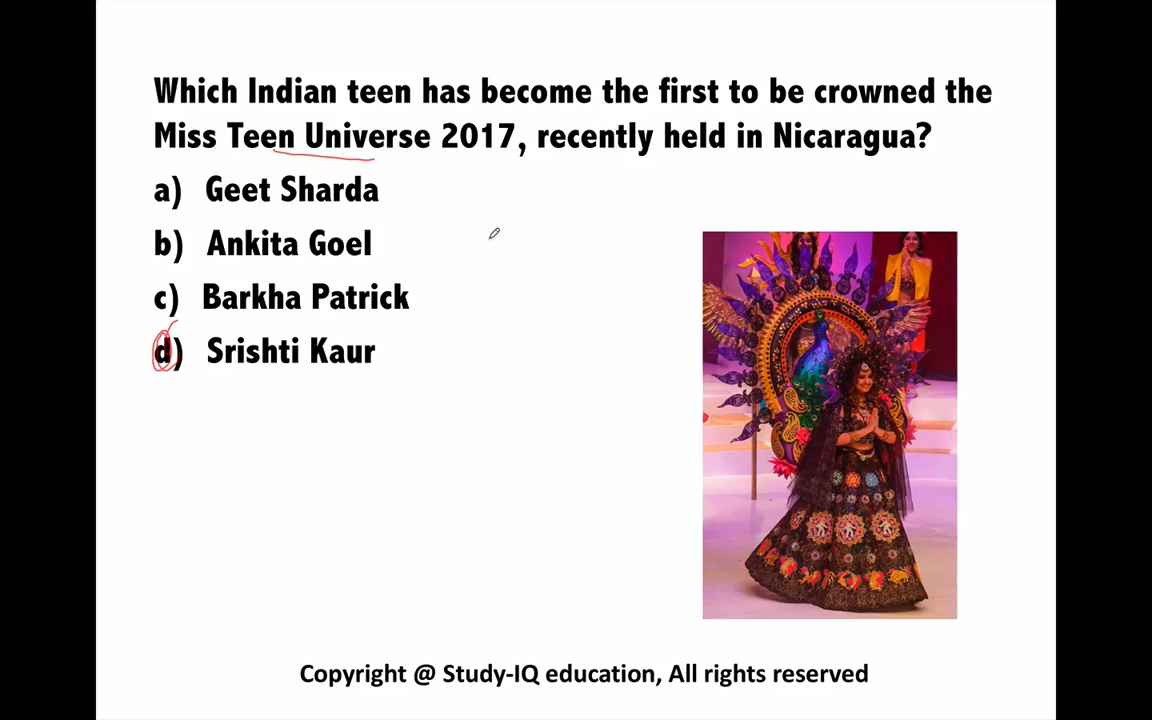 Which Indian teen has become the first to be crowned the
Miss Teen Universe 2017, recently held in Nicaragua?
a) Geet Sharda
b) Ankita Goel
c) Barkha Patrick
d) Srishti Kaur
Copyright @ Study-IQ education, All rights reserved